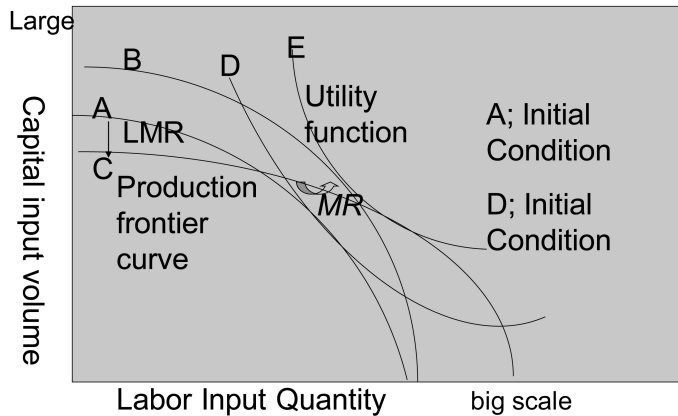 Large
B
D
E
Utility
function
A
LMR
C
Production
frontier
curve
MR
A; Initial
Condition
D; Initial
Condition
Capital input volume
Labor Input Quantity
big scale